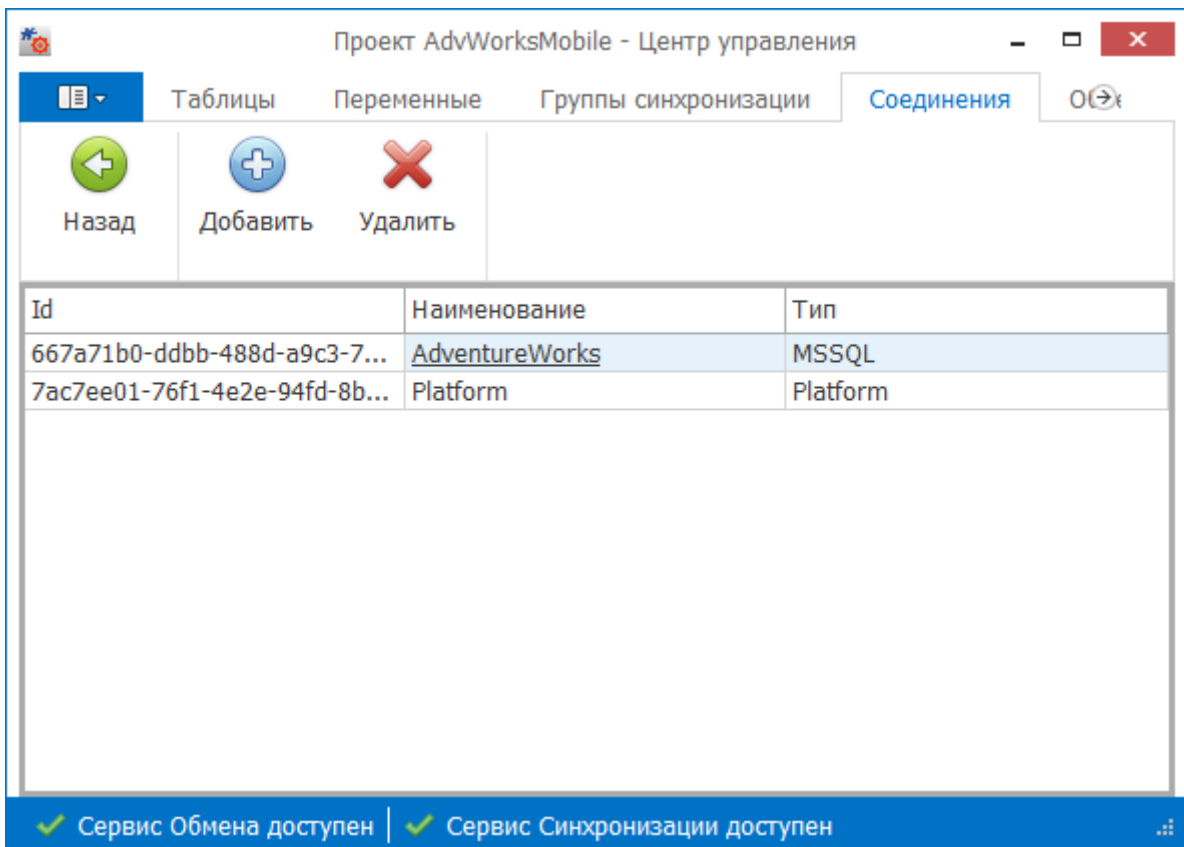 Проект AdvWorksMobile - Центр управления
Таблицы Переменные Группы синхронизации Соединения
Назад Добавить Удалить
Id Наименование Тип
667a71b0-ddbb-488d-a9c3-7... AdventureWorks MSSQL
7ac7ee01-76f1-4e2e-94fd-8b... Platform Platform
Сервис Обмена доступен Сервис Синхронизации доступен